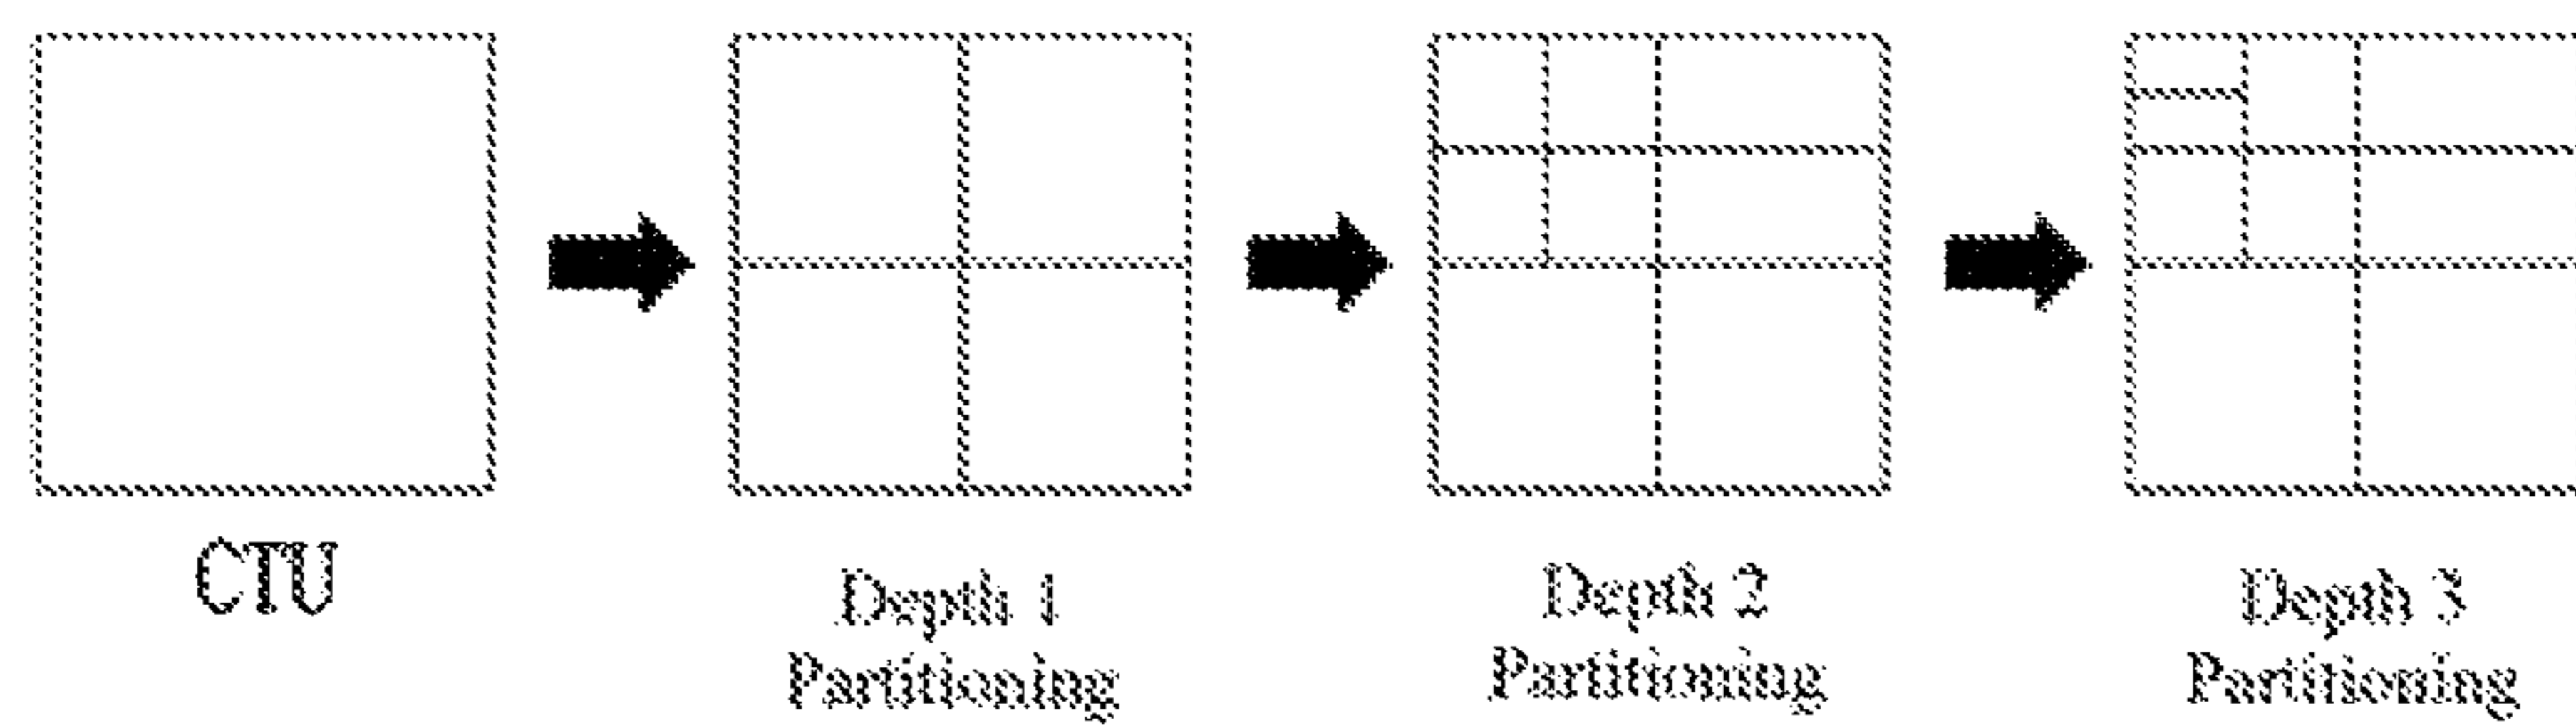 CTU
Depth 1
Partitioning
Depth 2
Partitioning
Depth 3
Partitioning